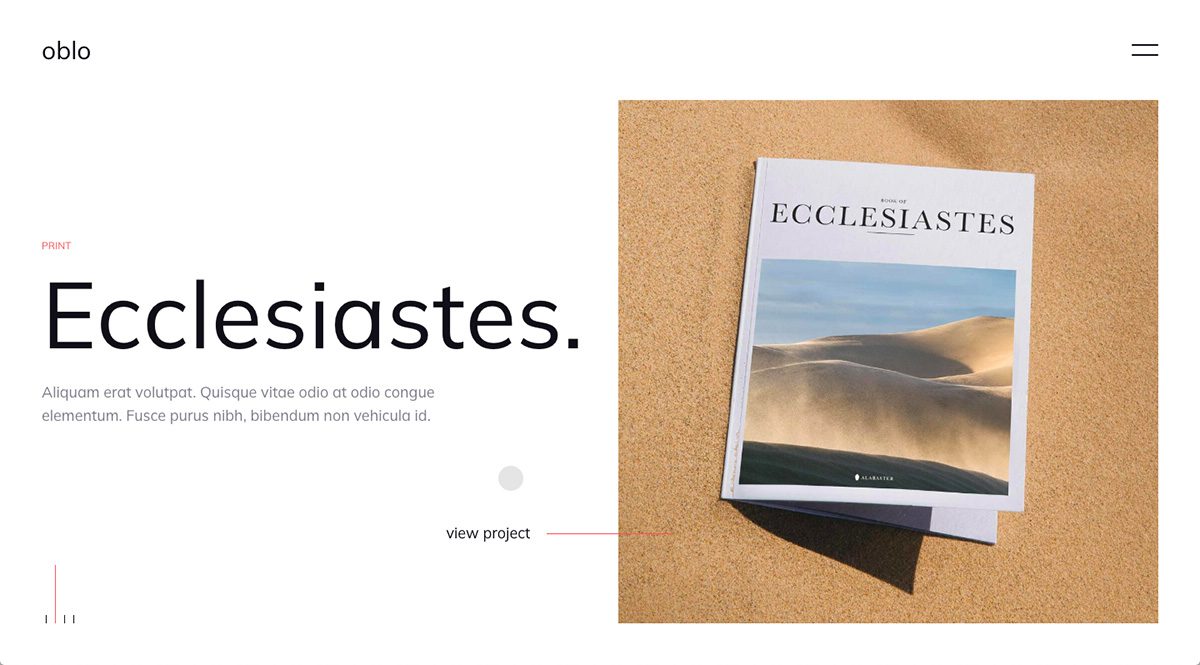 oblo
PRINT
Ecclesiastes.
Aliquam erat volutpat. Quisque vitae odio at odio congue
elementum. Fusce purus nibh, bibendum non vehicula id.
view project
BOOK OF
ECCLESIASTES
ALABASTER